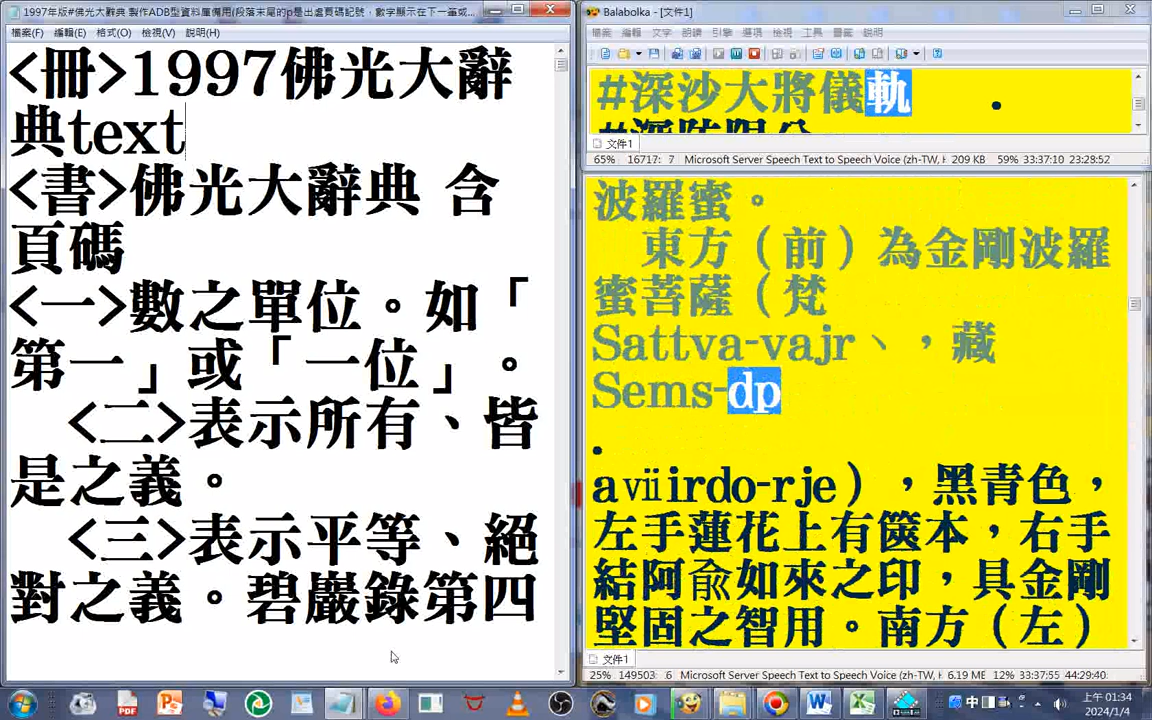 1997年版#佛光大辭典 製作ADB型資料庫備用(段落末尾的p是出處頁碼記號，數字顯示在下一筆或...
檔案(F) 編輯(E) 格式(O) 檢視(V) 說明(H)
<冊>1997佛光大辭
典text
<書>佛光大辭典 含
頁碼
<一>數之單位。如「
第一」或「一位」。
<二>表示所有、皆
是之義。
<三>表示平等、絕
對之義。碧巖錄第四
Balabolka - [文件1]
檔案 編輯 文字 朗讀 引擎 選項 檢視 工具 書籤 說明
#深沙大將儀軌 .
文件1
65% 16717: 7 Microsoft Server Speech Text to Speech Voice (zh-TW, H 209 KB 59% 33:37:10 23:28:52
波羅蜜。
東方（前）為金剛波羅
蜜菩薩（梵
Sattva-vajr、，藏
Sems-dp
.
aviïirdo-rje），黑青色，
左手蓮花上有篋本，右手
結阿兪如來之印，具金剛
堅固之智用。南方（左）
文件1
25% 149503: 6 Microsoft Server Speech Text to Speech Voice (zh-TW, H 6.19 ME 12% 33:37:55 44:29:40
中
上午 01:34
2024/1/4